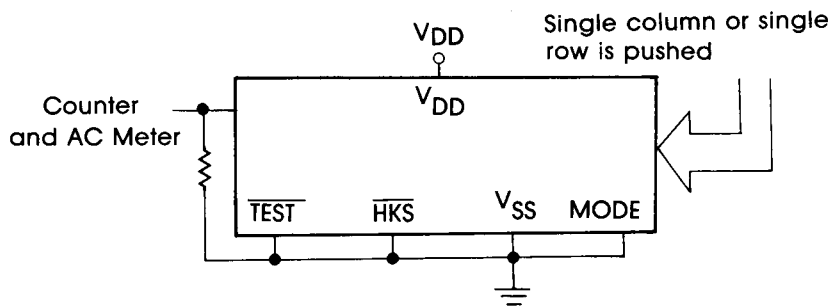 Single column or single
row is pushed
VDD
VDD
Counter
and AC Meter
TEST
HKS
VSS
MODE